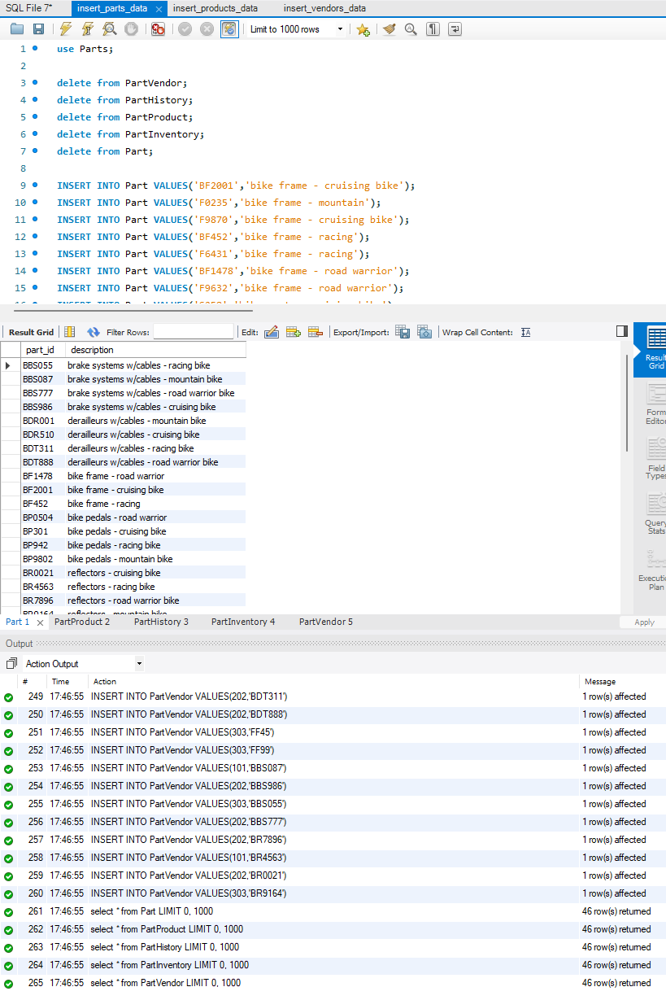 SQL File 7* insert_parts_data × insert_products_data insert_vendors_data
Limit to 1000 rows
1 use Parts;
2
3 delete from PartVendor;
4 delete from PartHistory;
5 delete from PartProduct;
6 delete from PartInventory;
7 delete from Part;
8
9 INSERT INTO Part VALUES('BF2001','bike frame - cruising bike');
10 INSERT INTO Part VALUES('F0235','bike frame - mountain');
11 INSERT INTO Part VALUES('F9870','bike frame - cruising bike');
12 INSERT INTO Part VALUES('BF452','bike frame - racing');
13 INSERT INTO Part VALUES('F6431','bike frame - racing');
14 INSERT INTO Part VALUES('BF1478','bike frame - road warrior');
15 INSERT INTO Part VALUES('F9632','bike frame - road warrior');
Result Grid Filter Rows: Edit: Export/Import: Wrap Cell Content: IA
part_id description
BBS055 brake systems w/cables - racing bike
BBS087 brake systems w/cables - mountain bike
BBS777 brake systems w/cables - road warrior bike
BBS986 brake systems w/cables - cruising bike
BDR001 derailleurs w/cables - mountain bike
BDR510 derailleurs w/cables - cruising bike
BDT311 derailleurs w/cables - racing bike
BDT888 derailleurs w/cables - road warrior bike
BF1478 bike frame - road warrior
BF2001 bike frame - cruising bike
BF452 bike frame - racing
BP0504 bike pedals - road warrior
BP301 bike pedals - cruising bike
BP942 bike pedals - racing bike
BP9802 bike pedals - mountain bike
BR0021 reflectors - cruising bike
BR4563 reflectors - racing bike
BR7896 reflectors - road warrior bike
BR9164 reflectors - mountain bike
Result
Grid
Form
Editor
Field
Types
Query
Stats
Executi
Plan
Part 1 × PartProduct 2 PartHistory 3 PartInventory 4 PartVendor 5 Apply
Output
Action Output
# Time Action Message
249 17:46:55 INSERT INTO PartVendor VALUES(202,'BDT311') 1 row(s) affected
250 17:46:55 INSERT INTO PartVendor VALUES(202,'BDT888') 1 row(s) affected
251 17:46:55 INSERT INTO PartVendor VALUES(303,'FF45') 1 row(s) affected
252 17:46:55 INSERT INTO PartVendor VALUES(303,'FF99') 1 row(s) affected
253 17:46:55 INSERT INTO PartVendor VALUES(101,'BBS087') 1 row(s) affected
254 17:46:55 INSERT INTO PartVendor VALUES(202,'BBS986') 1 row(s) affected
255 17:46:55 INSERT INTO PartVendor VALUES(303,'BBS055') 1 row(s) affected
256 17:46:55 INSERT INTO PartVendor VALUES(202,'BBS777') 1 row(s) affected
257 17:46:55 INSERT INTO PartVendor VALUES(202,'BR7896') 1 row(s) affected
258 17:46:55 INSERT INTO PartVendor VALUES(101,'BR4563') 1 row(s) affected
259 17:46:55 INSERT INTO PartVendor VALUES(202,'BR0021') 1 row(s) affected
260 17:46:55 INSERT INTO PartVendor VALUES(303,'BR9164') 1 row(s) affected
261 17:46:55 select * from Part LIMIT 0, 1000 46 row(s) returned
262 17:46:55 select * from PartProduct LIMIT 0, 1000 46 row(s) returned
263 17:46:55 select * from PartHistory LIMIT 0, 1000 46 row(s) returned
264 17:46:55 select * from PartInventory LIMIT 0, 1000 46 row(s) returned
265 17:46:55 select * from PartVendor LIMIT 0, 1000 46 row(s) returned